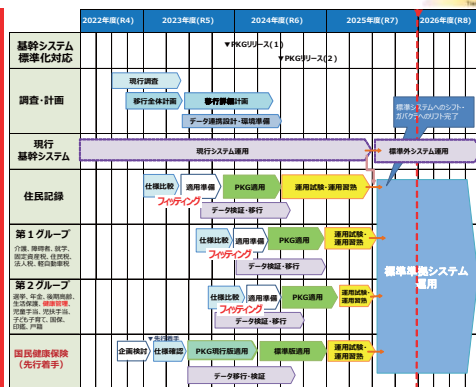 2022年度(R4) 2023年度(R5) 2024年度(R6) 2025年度(R7) 2026年度(R8)
基幹システム
標準化対応
▼PKGリリース(1)
▼PKGリリース(2)
調査・計画
現行調査
移行全体計画
移行詳細計画
データ連携設計・環境準備
標準システムへのシフト・
ガバクラへのリフト完了
現行
基幹システム
現行システム運用
標準外システム運用
住民記録
仕様比較
適用準備
PKG適用
運用試験・運用習熟
フィッティング
データ検証・移行
第1グループ
介護、障障者、就学、
固定資産税、住民税、
法人税、軽自動車税
仕様比較
適用準備
PKG適用
運用試験・
運用習熟
フィッティング
データ検証・移行
標準準拠システム
運用
第2グループ
選挙、年金、後期高齢、
生活保護、健康管理、
児童手当、児扶手当、
子ども子育て、国保、
印鑑、戸籍
仕様比較
適用準備
PKG適用
運用試験・
運用習熟
フィッティング
データ検証・移行
国民健康保険
(先行着手)
▼先行着手
企画検討
仕様確認
PKG現行版適用
標準版適用
運用試験・
運用習熟
データ移行・検証